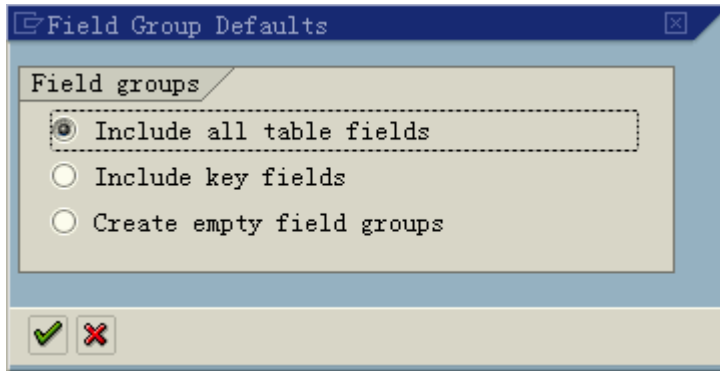 Field Group Defaults
Field groups
Include all table fields
Include key fields
Create empty field groups